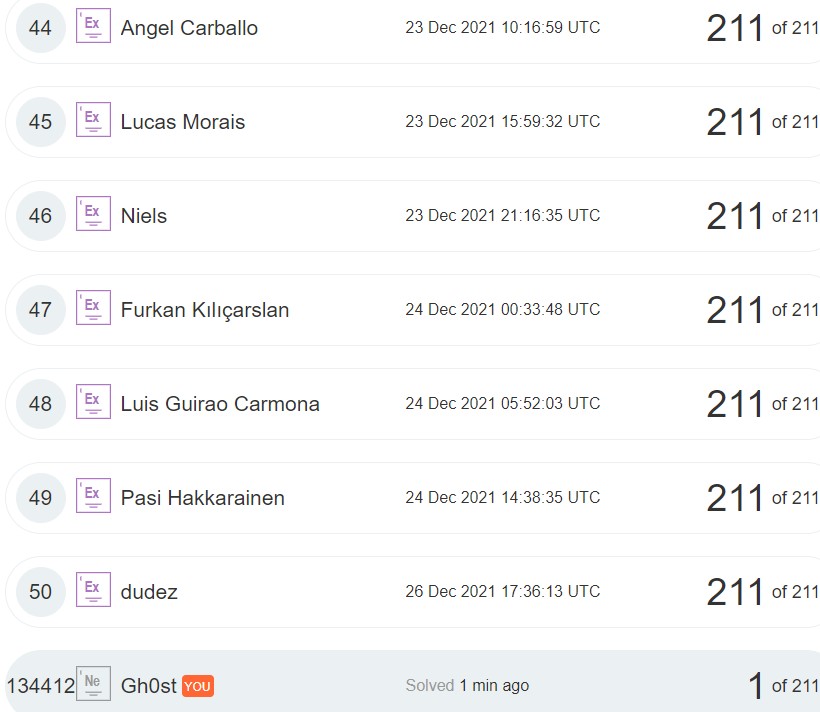 44 Ex Angel Carballo 23 Dec 2021 10:16:59 UTC 211 of 211
45 Ex Lucas Morais 23 Dec 2021 15:59:32 UTC 211 of 211
46 Ex Niels 23 Dec 2021 21:16:35 UTC 211 of 211
47 Ex Furkan Kılıçarslan 24 Dec 2021 00:33:48 UTC 211 of 211
48 Ex Luis Guirao Carmona 24 Dec 2021 05:52:03 UTC 211 of 211
49 Ex Pasi Hakkarainen 24 Dec 2021 14:38:35 UTC 211 of 211
50 Ex dudez 26 Dec 2021 17:36:13 UTC 211 of 211
134412 Ne Gh0st YOU Solved 1 min ago 1 of 211